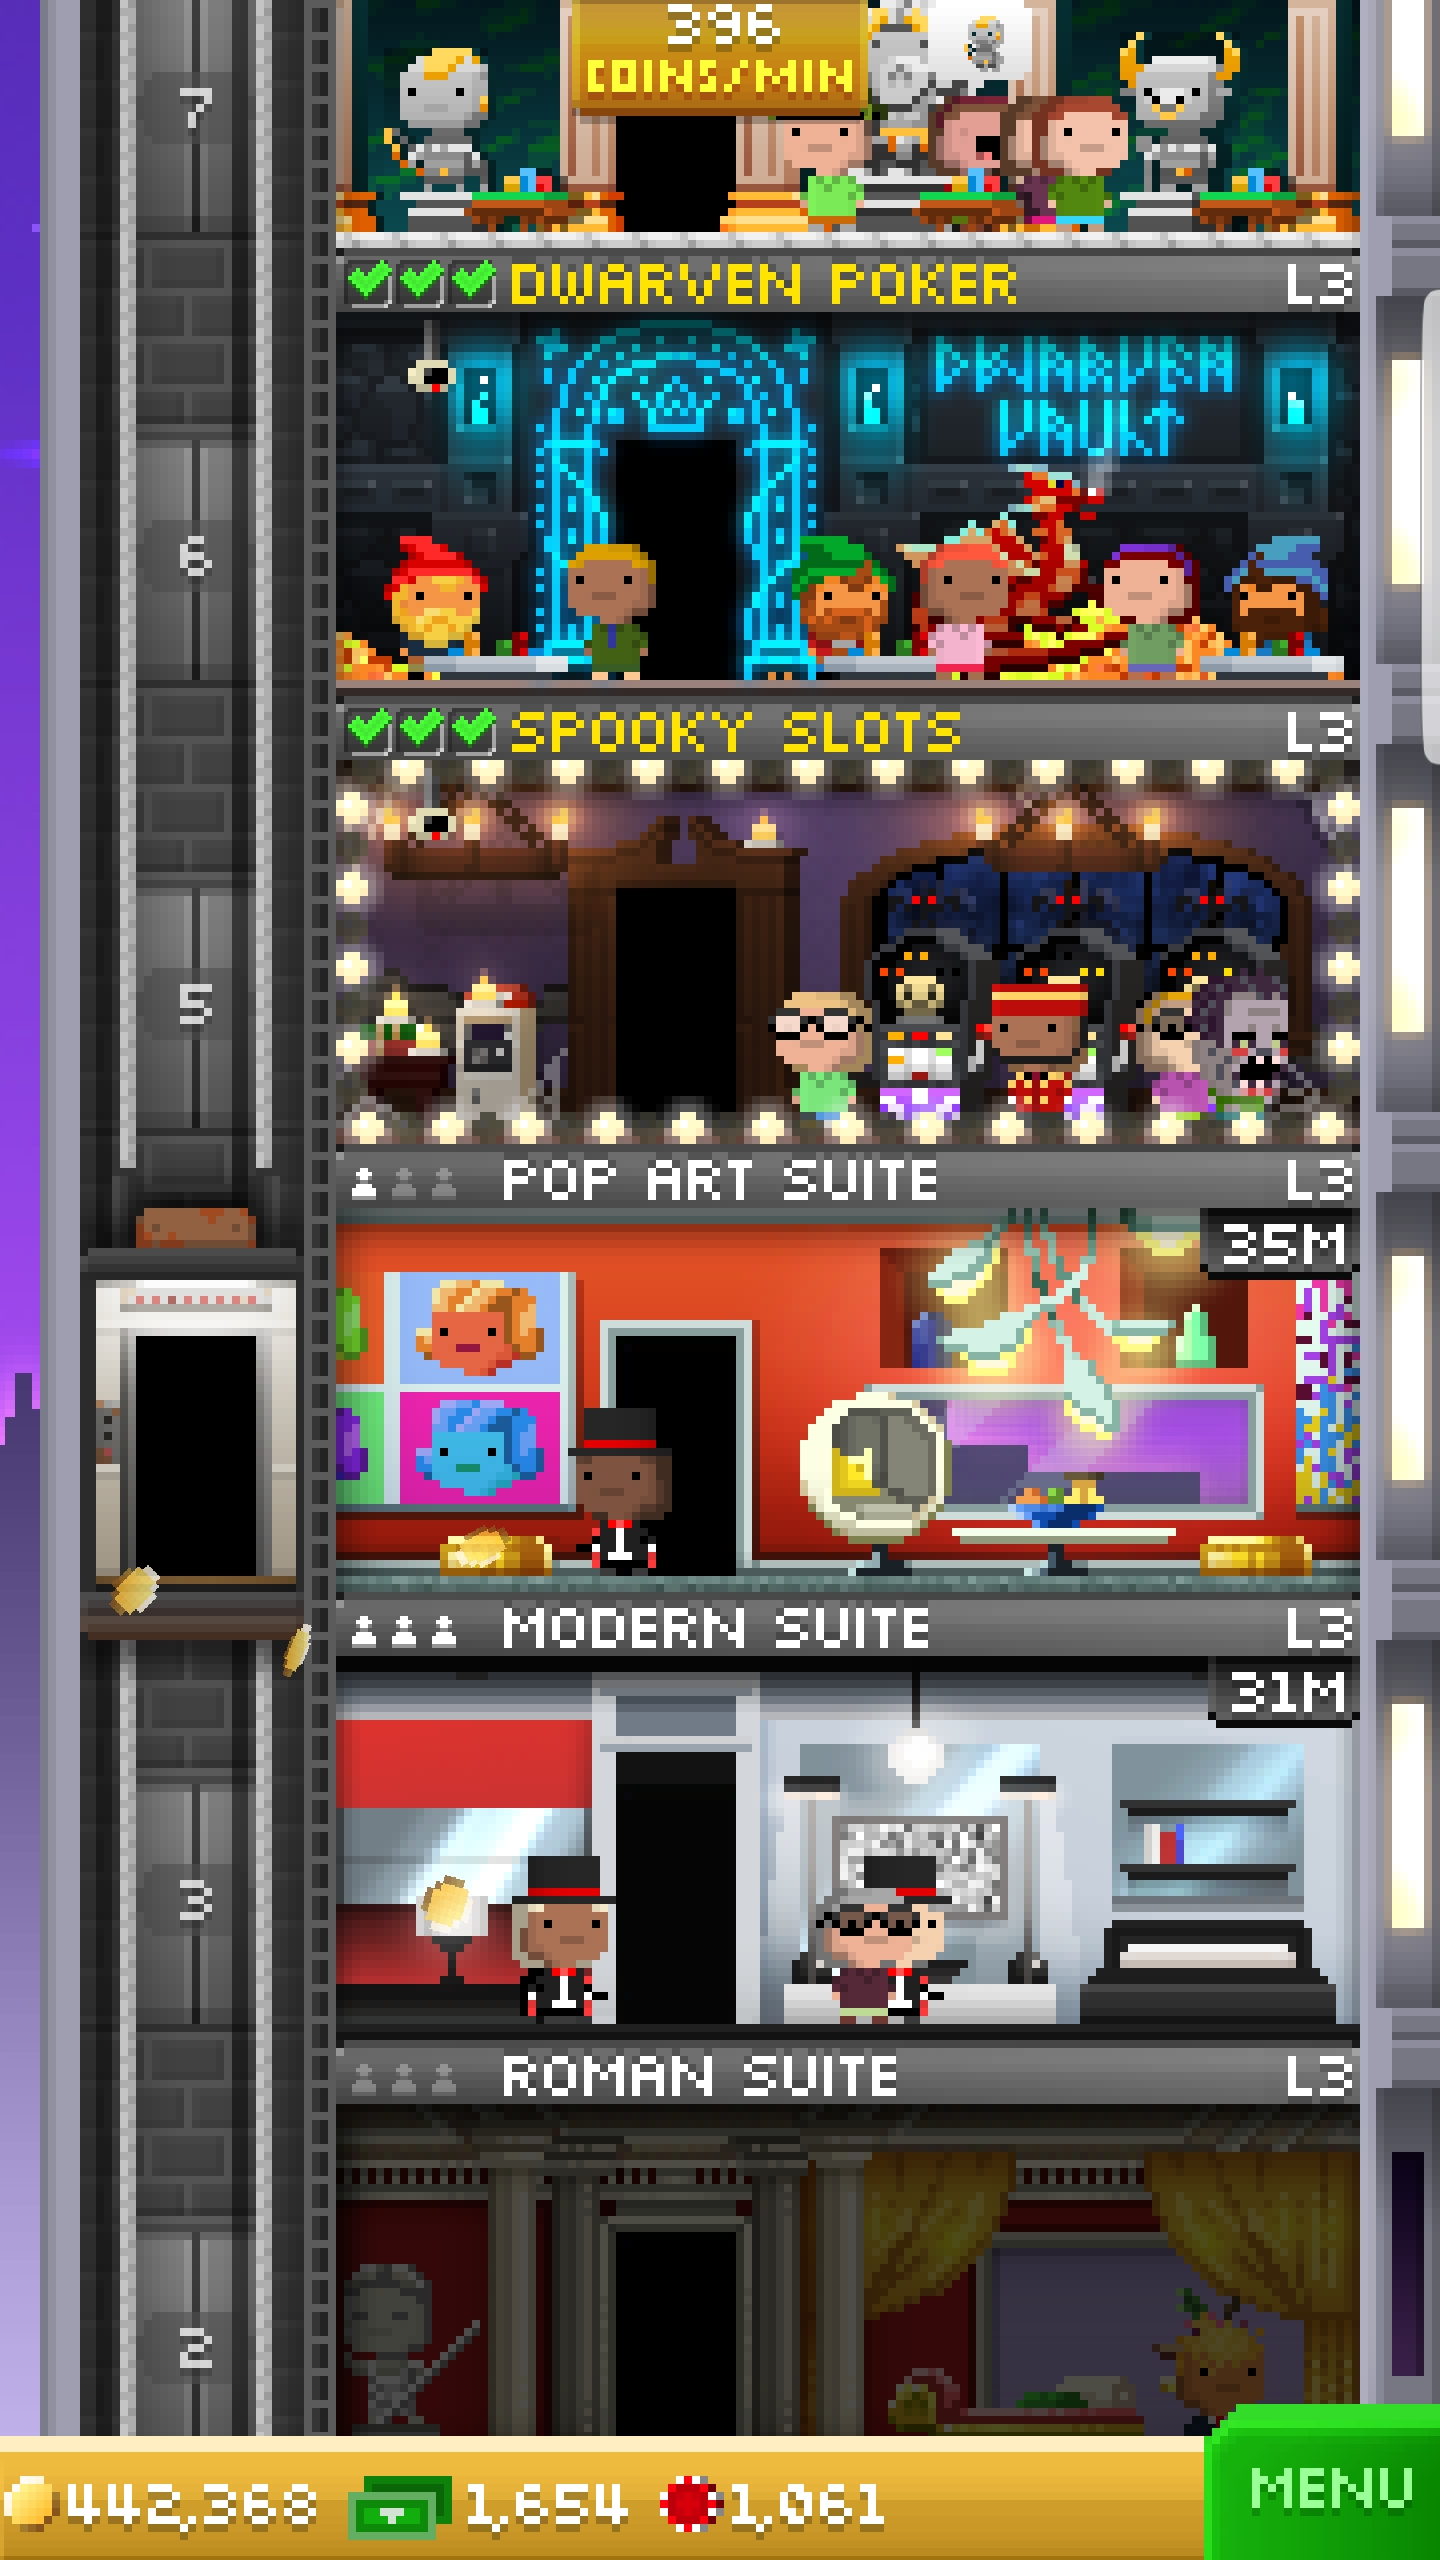 396
COINS/MIN
7
DWARVEN POKER L3
DWARVEN
VAULT
6
SPOOKY SLOTS L3
5
POP ART SUITE L3
35M
MODERN SUITE L3
31M
3
ROMAN SUITE L3
2
442,368 1,654 1,061
MENU